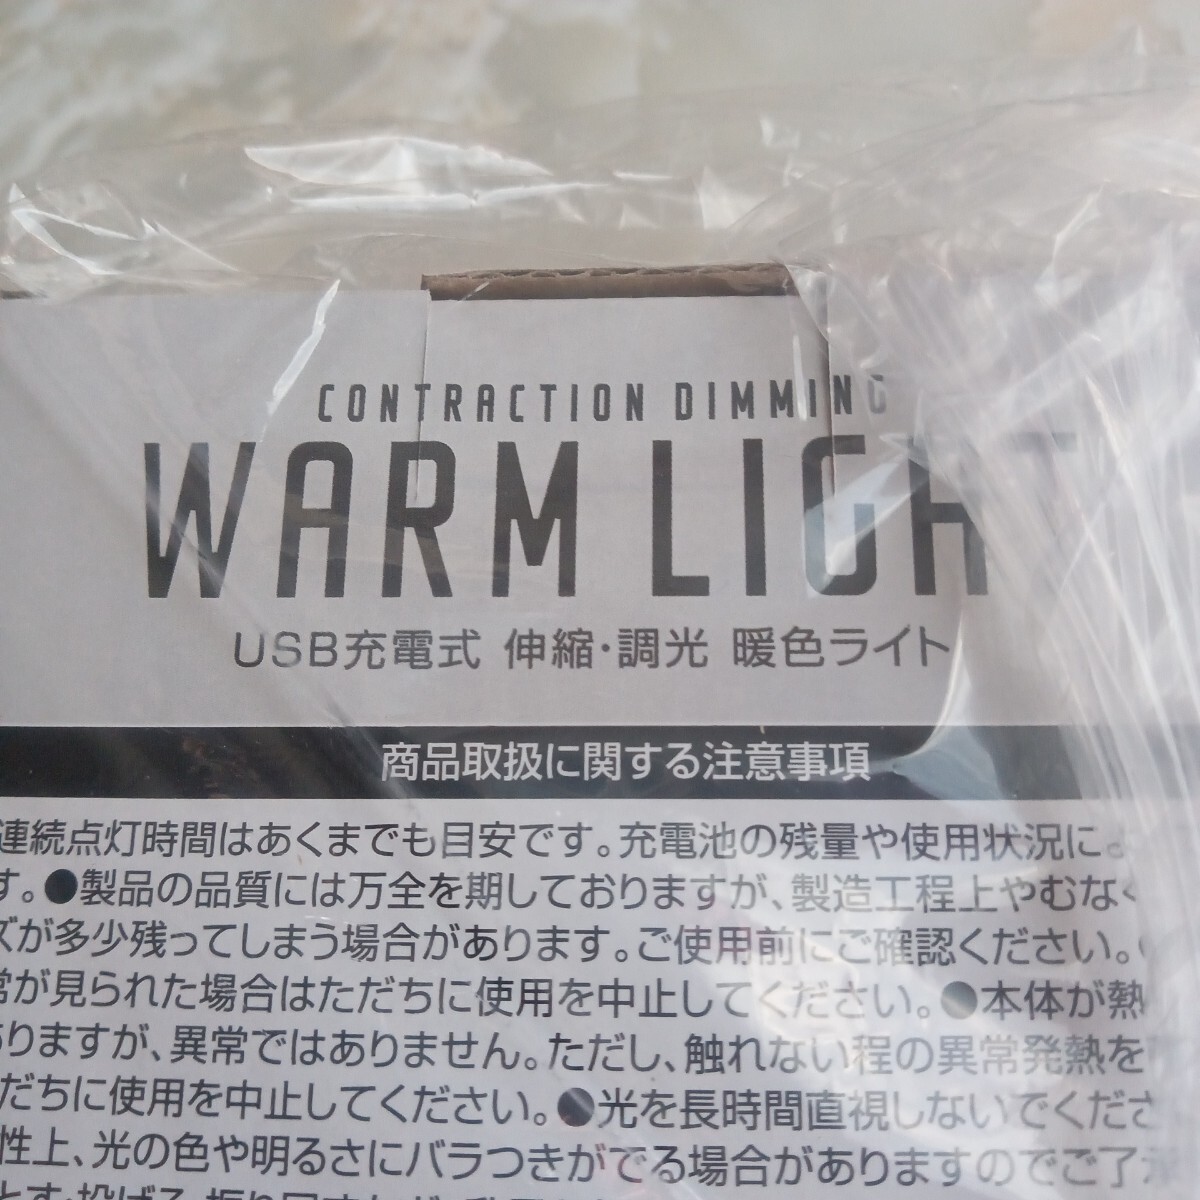 CONTRACTION DIMMING
WARM LIGHT
USB充電式 伸縮・調光 暖色ライト
商品取扱に関する注意事項
連続点灯時間はあくまでも目安です。充電池の残量や使用状況によ
す。●製品の品質には万全を期しておりますが、製造工程上やむなく
ズが多少残ってしまう場合があります。ご使用前にご確認ください。
常が見られた場合はただちに使用を中止してください。●本体が熱
ありますが、異常ではありません。ただし、触れない程の異常発熱を
だちに使用を中止してください。●光を長時間直視しないでくださ
性上、光の色や明るさにバラつきがでる場合がありますのでご了